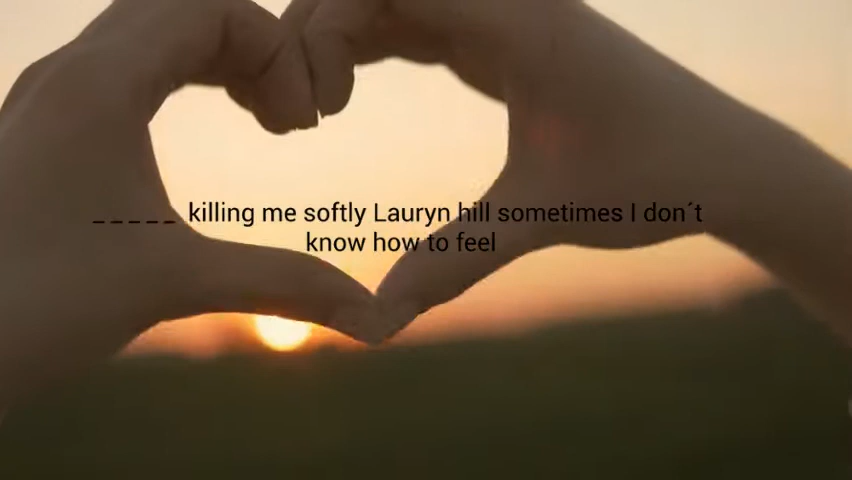 _ _ _ _ _ killing me softly Lauryn hill sometimes I don´t
know how to feel